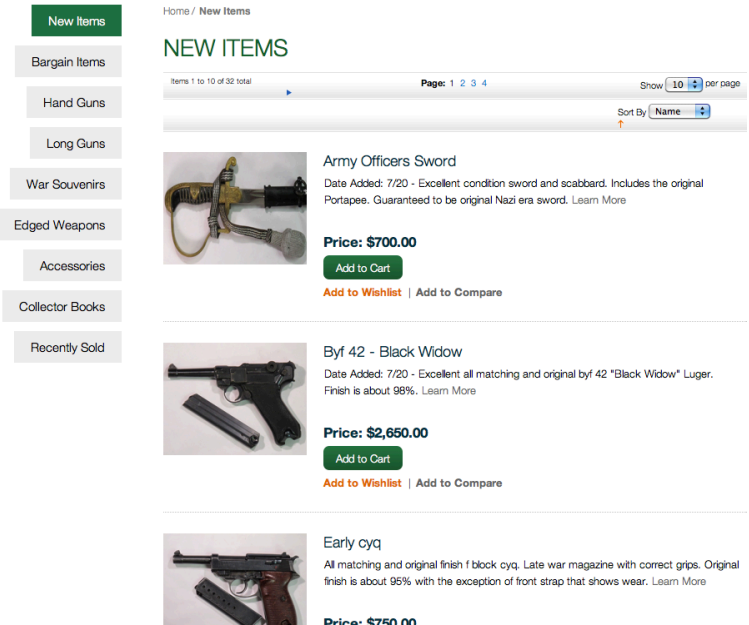 New Items
Bargain Items
Hand Guns
Long Guns
War Souvenirs
Edged Weapons
Accessories
Collector Books
Recently Sold
Home / New Items
NEW ITEMS
Items 1 to 10 of 32 total
Page: 1 2 3 4
Show 10 per page
Sort By Name
Army Officers Sword
Date Added: 7/20 - Excellent condition sword and scabbard. Includes the original
Portapee. Guaranteed to be original Nazi era sword. Learn More
Price: $700.00
Add to Cart
Add to Wishlist | Add to Compare
Byf 42 - Black Widow
Date Added: 7/20 - Excellent all matching and original byf 42 "Black Widow" Luger.
Finish is about 98%. Learn More
Price: $2,650.00
Add to Cart
Add to Wishlist | Add to Compare
Early cyq
All matching and original finish f block cyq. Late war magazine with correct grips. Original
finish is about 95% with the exception of front strap that shows wear. Learn More
Price: $750.00